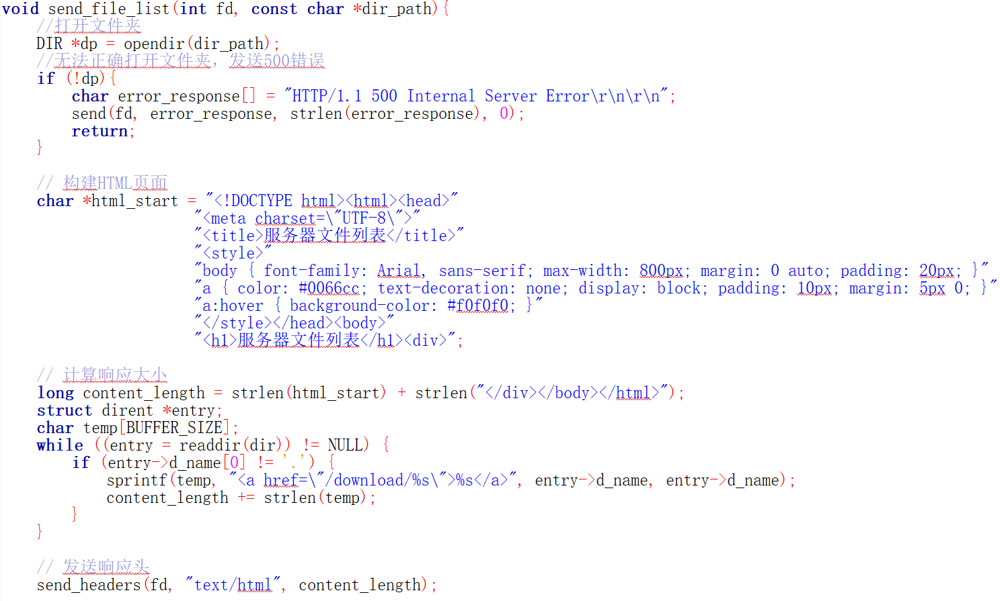 void send_file_list(int fd, const char *dir_path){
    //打开文件夹
    DIR *dp = opendir(dir_path);
    //无法正确打开文件夹，发送500错误
    if (!dp){
        char error_response[] = "HTTP/1.1 500 Internal Server Error\r\n\r\n";
        send(fd, error_response, strlen(error_response), 0);
        return;
    }

    // 构建HTML页面
    char *html_start = "<!DOCTYPE html><html><head>"
                      "<meta charset=\"UTF-8\">"
                      "<title>服务器文件列表</title>"
                      "<style>"
                      "body { font-family: Arial, sans-serif; max-width: 800px; margin: 0 auto; padding: 20px; }"
                      "a { color: #0066cc; text-decoration: none; display: block; padding: 10px; margin: 5px 0; }"
                      "a:hover { background-color: #f0f0f0; }"
                      "</style></head><body>"
                      "<h1>服务器文件列表</h1><div>";

    // 计算响应大小
    long content_length = strlen(html_start) + strlen("</div></body></html>");
    struct dirent *entry;
    char temp[BUFFER_SIZE];
    while ((entry = readdir(dir)) != NULL) {
        if (entry->d_name[0] != '.') {
            sprintf(temp, "<a href=\"/download/%s\">%s</a>", entry->d_name, entry->d_name);
            content_length += strlen(temp);
        }
    }

    // 发送响应头
    send_headers(fd, "text/html", content_length);